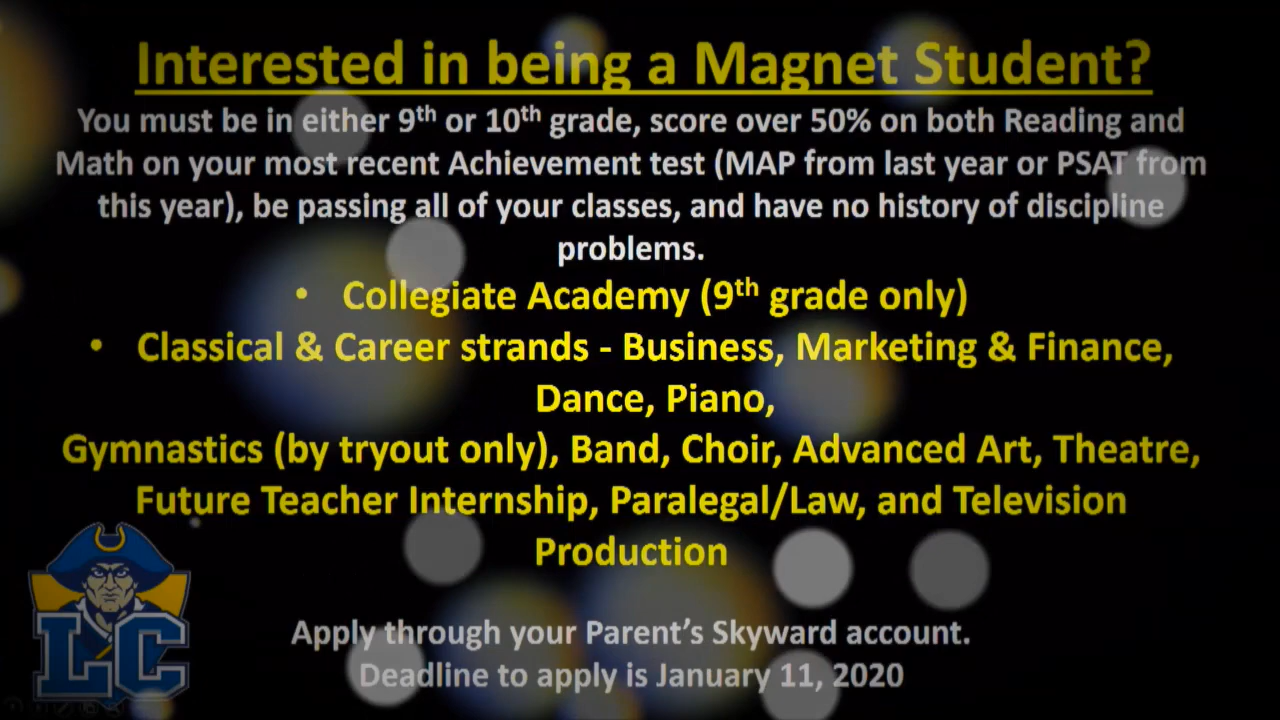 Interested in being a Magnet Student?
You must be in either 9th or 10th grade, score over 50% on both Reading and
Math on your most recent Achievement test (MAP from last year or PSAT from
this year), be passing all of your classes, and have no history of discipline
problems.
• Collegiate Academy (9th grade only)
• Classical & Career strands - Business, Marketing & Finance,
Dance, Piano,
Gymnastics (by tryout only), Band, Choir, Advanced Art, Theatre,
Future Teacher Internship, Paralegal/Law, and Television
Production
LC
Apply through your Parent's Skyward account.
Deadline to apply is January 11, 2020